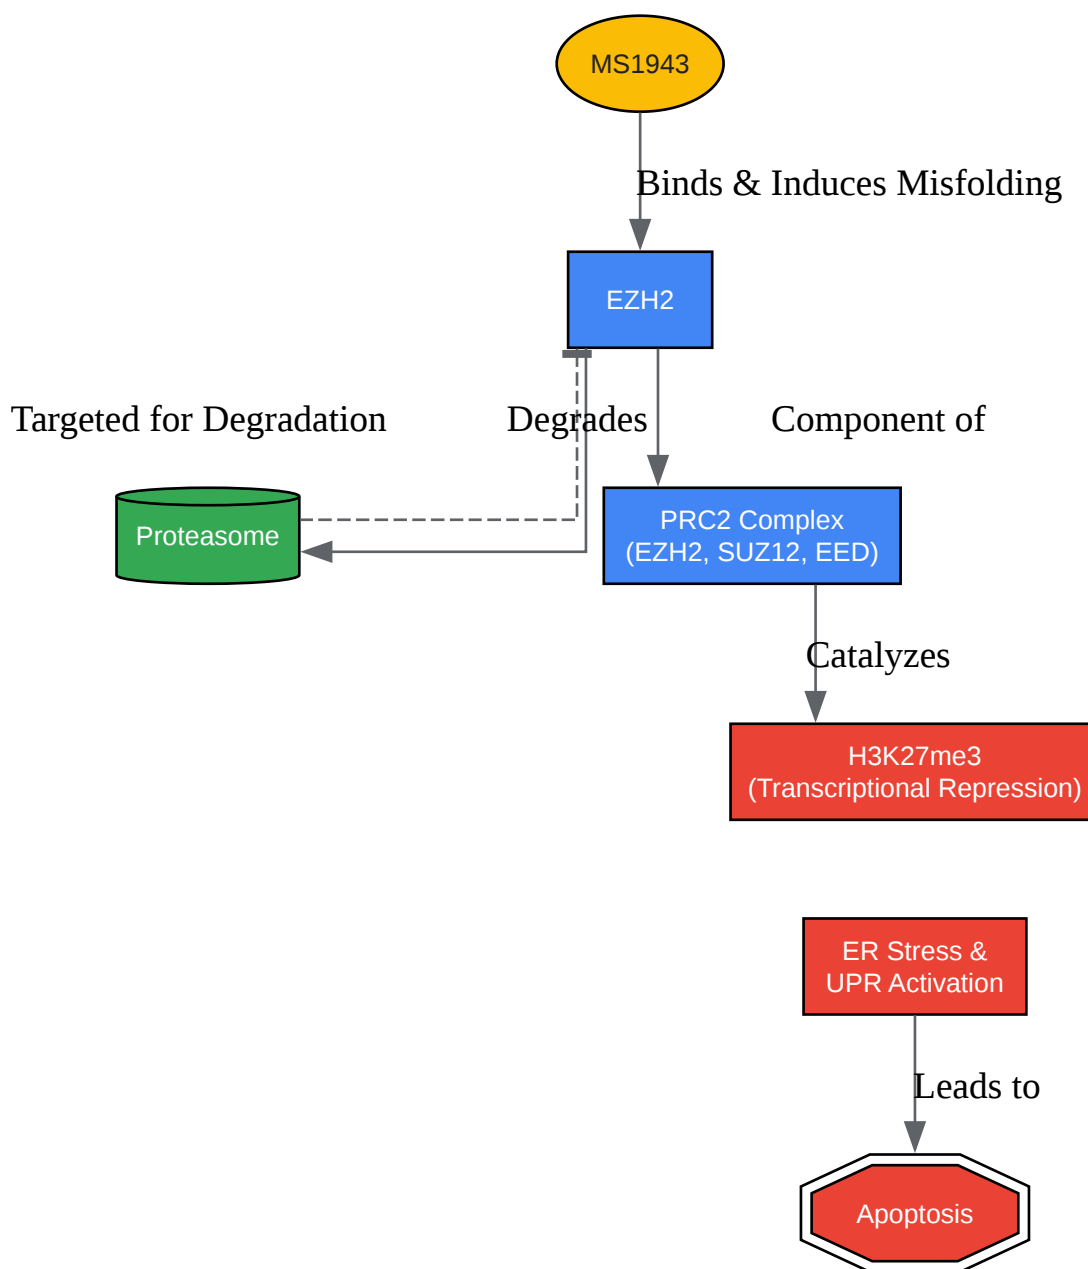 MS1943
Binds & Induces Misfolding
EZH2
Targeted for Degradation
Degrades
Component of
Proteasome
PRC2 Complex
(EZH2, SUZ12, EED)
Catalyzes
H3K27me3
(Transcriptional Repression)
ER Stress &
UPR Activation
Leads to
Apoptosis